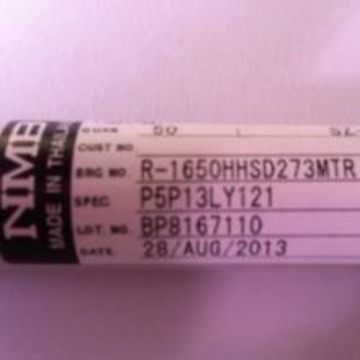 NMB
MADE IN THAILAND
QUAN 50
CUST NO.
BRG NO. R-1650HHSD273MTR
SPEC. P5P13LY121
LOT. NO. BP8167110
DATE. 28/AUG/2013